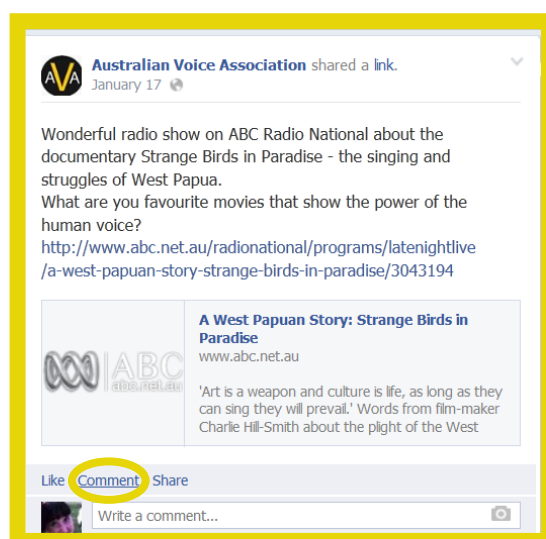 AVA
Australian Voice Association shared a link.
January 17
Wonderful radio show on ABC Radio National about the
documentary Strange Birds in Paradise - the singing and
struggles of West Papua.
What are you favourite movies that show the power of the
human voice?
http://www.abc.net.au/radionational/programs/latenightlive
/a-west-papuan-story-strange-birds-in-paradise/3043194
ABC
abc.net.au
A West Papuan Story: Strange Birds in
Paradise
www.abc.net.au
'Art is a weapon and culture is life, as long as they
can sing they will prevail.' Words from film-maker
Charlie Hill-Smith about the plight of the West
Like Comment Share
Write a comment...